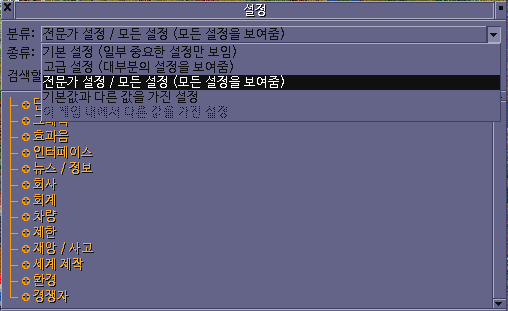 설정
분류: 전문가 설정 / 모든 설정 (모든 설정을 보여줌)
종류: 기본 설정 (일부 중요한 설정만 보임)
고급 설정 (대부분의 설정을 보여줌)
검색할
전문가 설정 / 모든 설정 (모든 설정을 보여줌)
기본값과 다른 값을 가진 설정
이 게임 내에서 다른 값을 가진 설정
그래픽
효과음
인터페이스
뉴스 / 정보
회사
회계
차량
제한
재앙 / 사고
세계 제작
환경
경쟁자